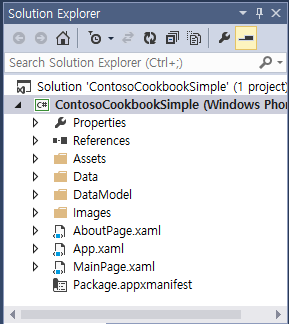 Solution Explorer
Search Solution Explorer (Ctrl+;)
Solution 'ContosoCookbookSimple' (1 project)
C# ContosoCookbookSimple (Windows Pho
Properties
References
Assets
Data
DataModel
Images
AboutPage.xaml
App.xaml
MainPage.xaml
Package.appxmanifest